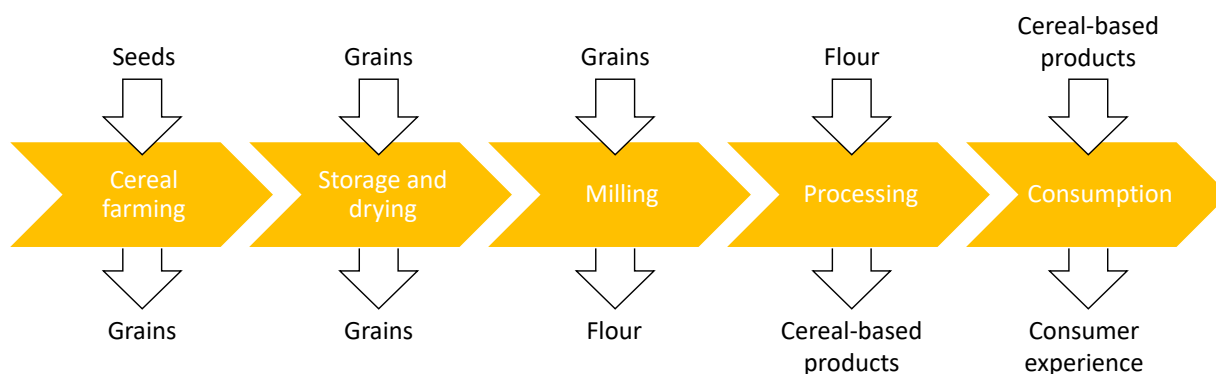 Seeds
Grains
Grains
Flour
Cereal-based
products
Cereal
farming
Storage and
drying
Milling
Processing
Consumption
Grains
Grains
Flour
Cereal-based
products
Consumer
experience